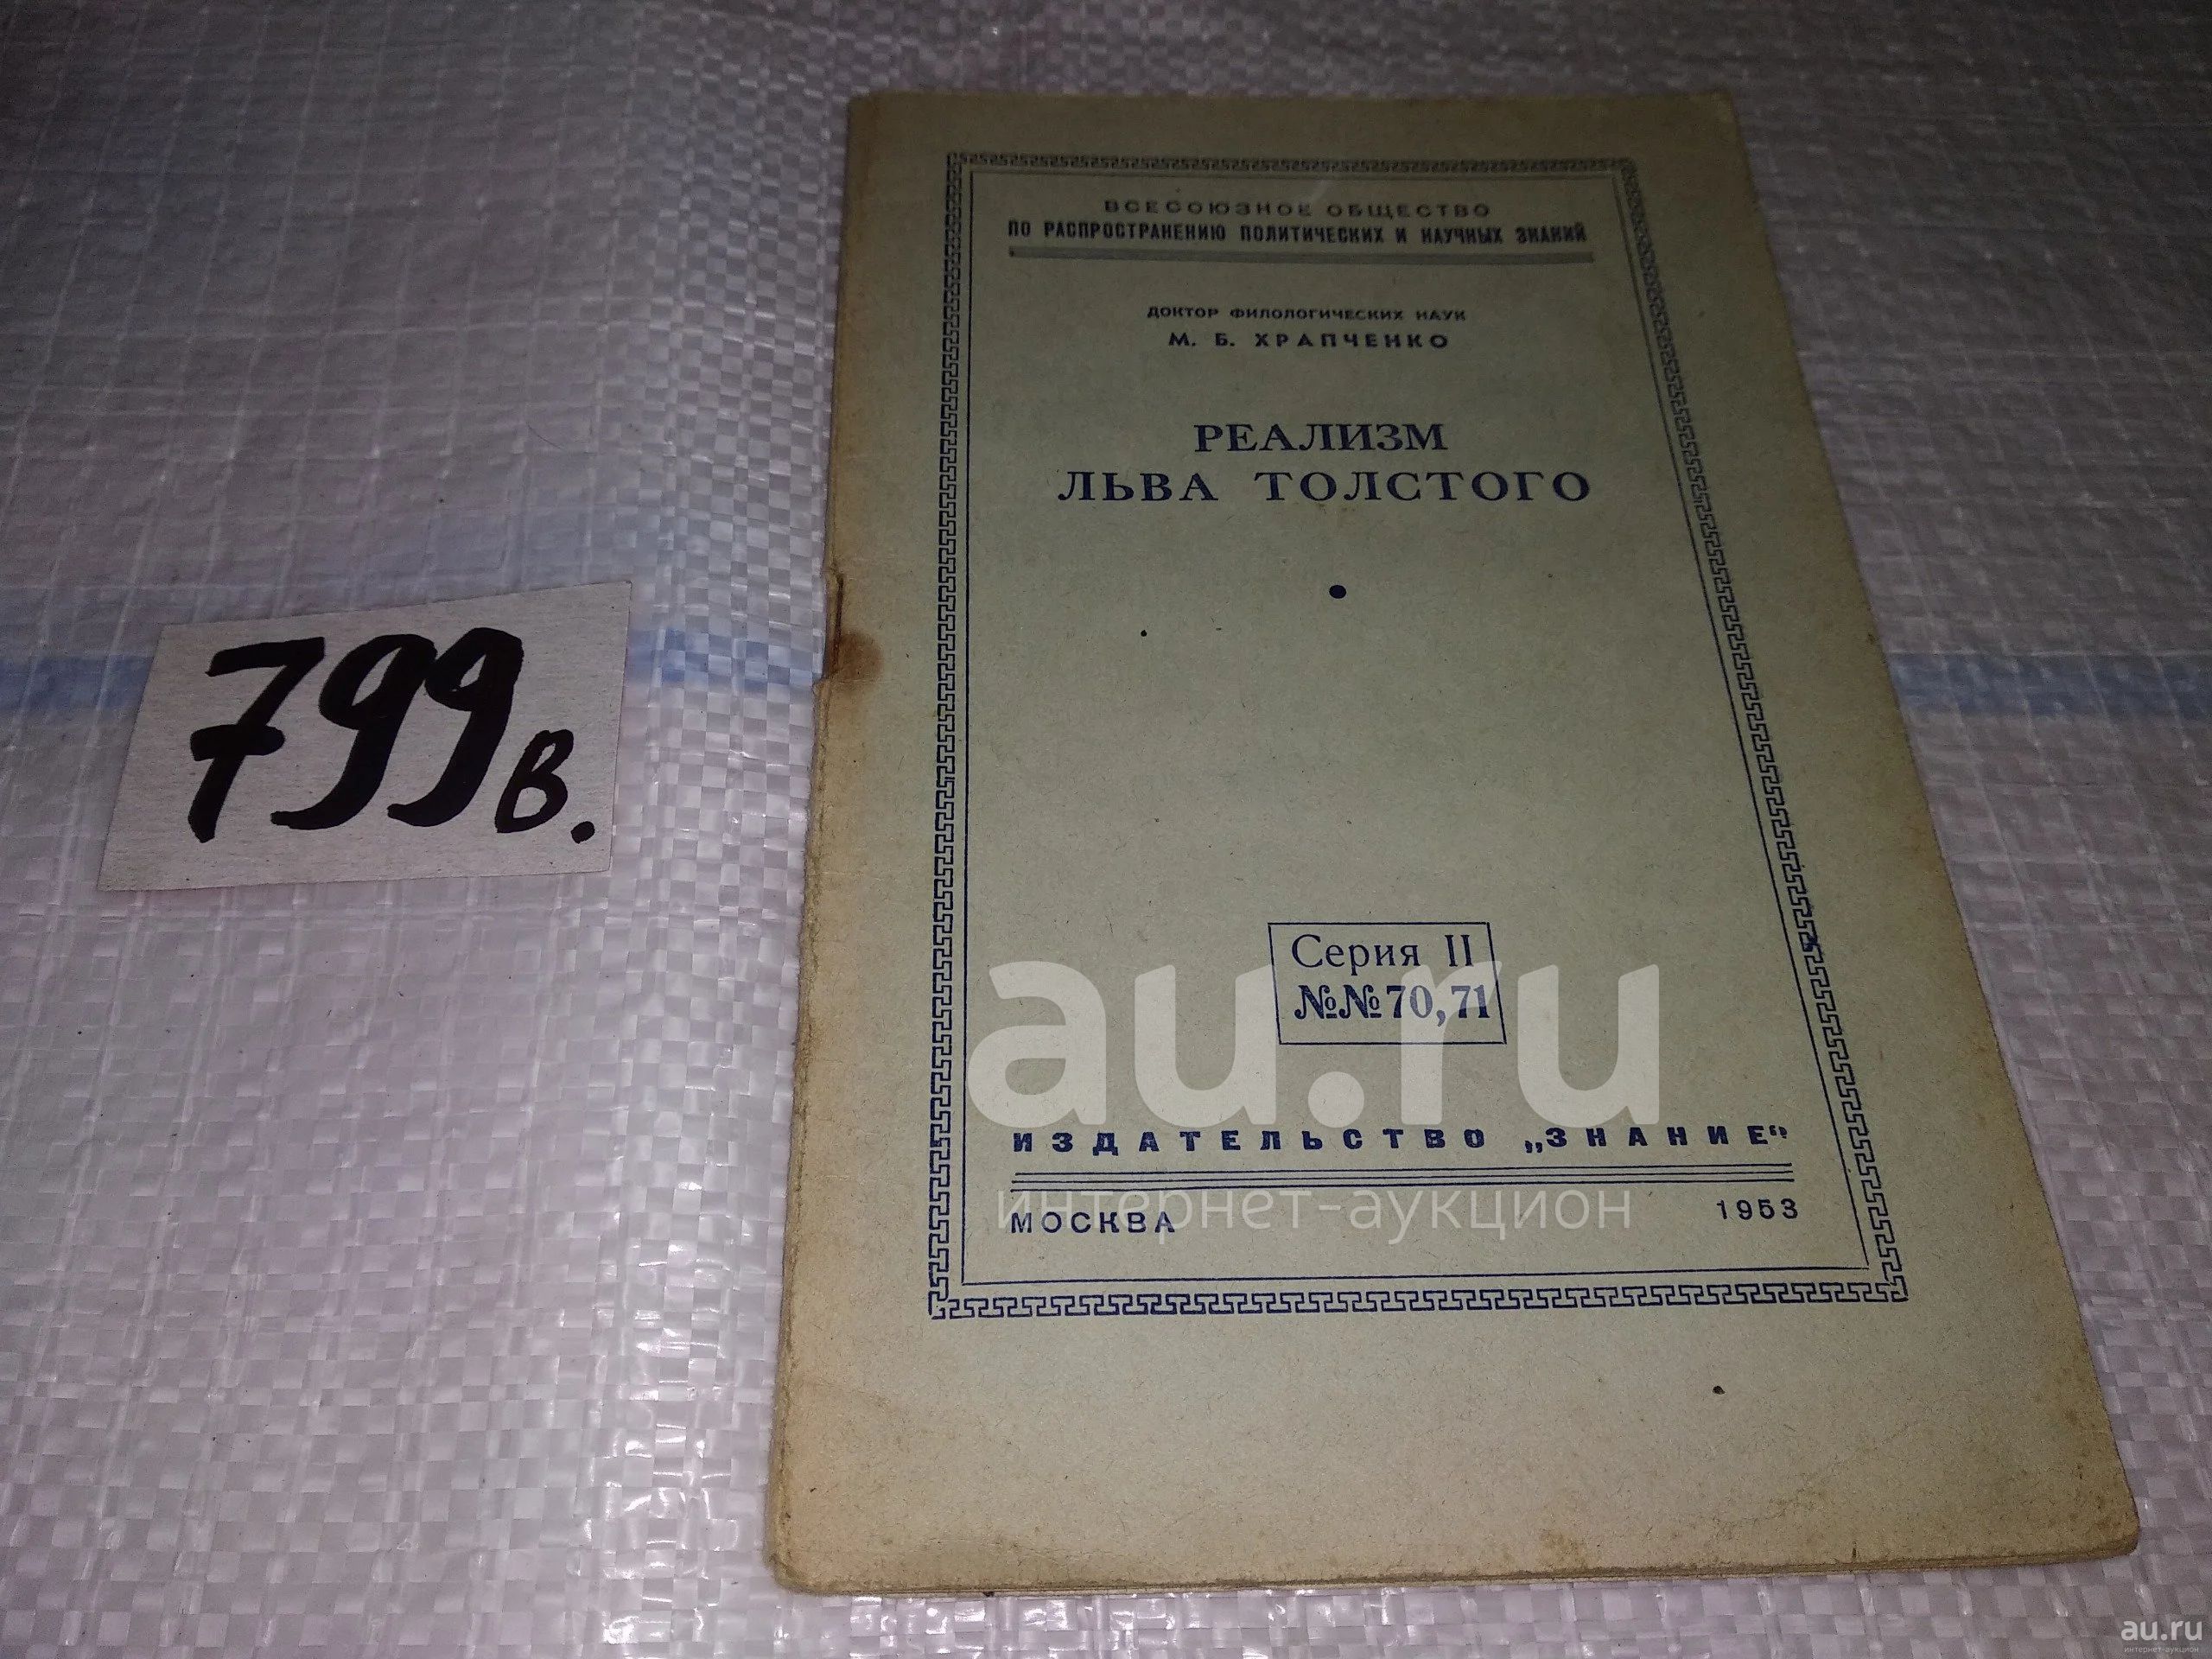 799в.
ВСЕСОЮЗНОЕ ОБЩЕСТВО
ПО РАСПРОСТРАНЕНИЮ ПОЛИТИЧЕСКИХ И НАУЧНЫХ ЗНАНИЙ
ДОКТОР ФИЛОЛОГИЧЕСКИХ НАУК
М. Б. ХРАПЧЕНКО
РЕАЛИЗМ
ЛЬВА ТОЛСТОГО
Серия II
№№ 70, 71
au.ru
ИЗДАТЕЛЬСТВО „ЗНАНИЕ“
интернет-аукцион
МОСКВА 1953
au.ru
интернет-аукцион